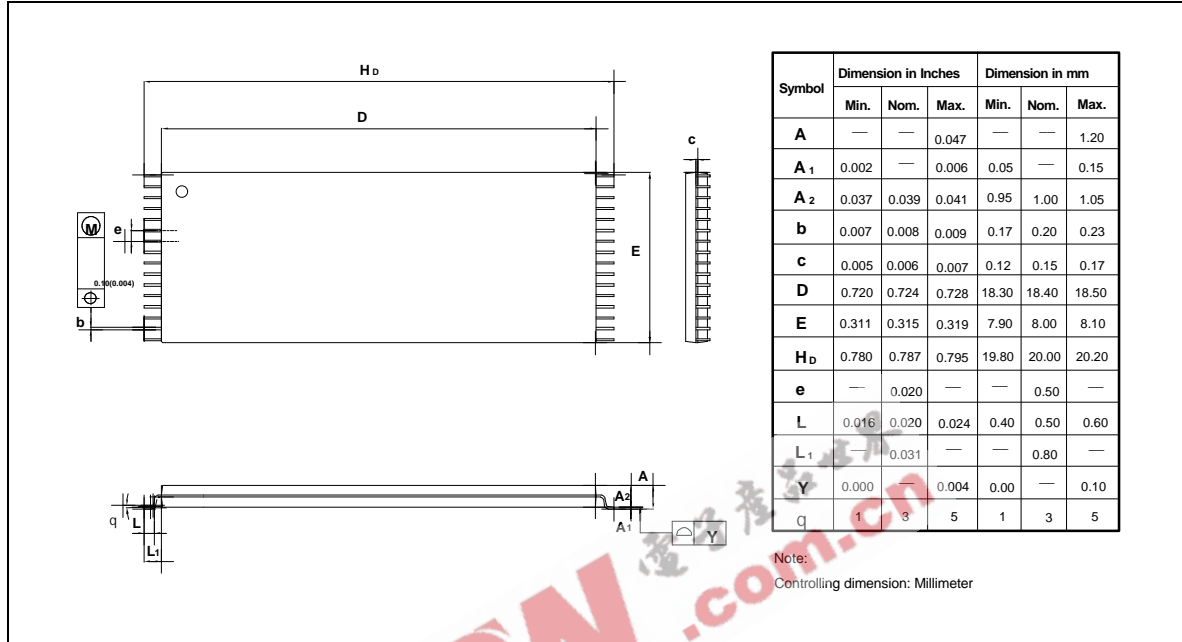 H D
D
c
M
e
E
0.10(0.004)
b
A
A2
q
L
A1
L1
Y
Symbol Dimension in Inches Dimension in mm
Min. Nom. Max. Min. Nom. Max.
A — — 0.047 — — 1.20
A 1 0.002 — 0.006 0.05 — 0.15
A 2 0.037 0.039 0.041 0.95 1.00 1.05
b 0.007 0.008 0.009 0.17 0.20 0.23
c 0.005 0.006 0.007 0.12 0.15 0.17
D 0.720 0.724 0.728 18.30 18.40 18.50
E 0.311 0.315 0.319 7.90 8.00 8.10
H D 0.780 0.787 0.795 19.80 20.00 20.20
e — 0.020 — — 0.50 —
L 0.016 0.020 0.024 0.40 0.50 0.60
L 1 — 0.031 — — 0.80 —
Y 0.000 — 0.004 0.00 — 0.10
q 1 3 5 1 3 5
Note:
Controlling dimension: Millimeter
電子產品世界
.com.cn